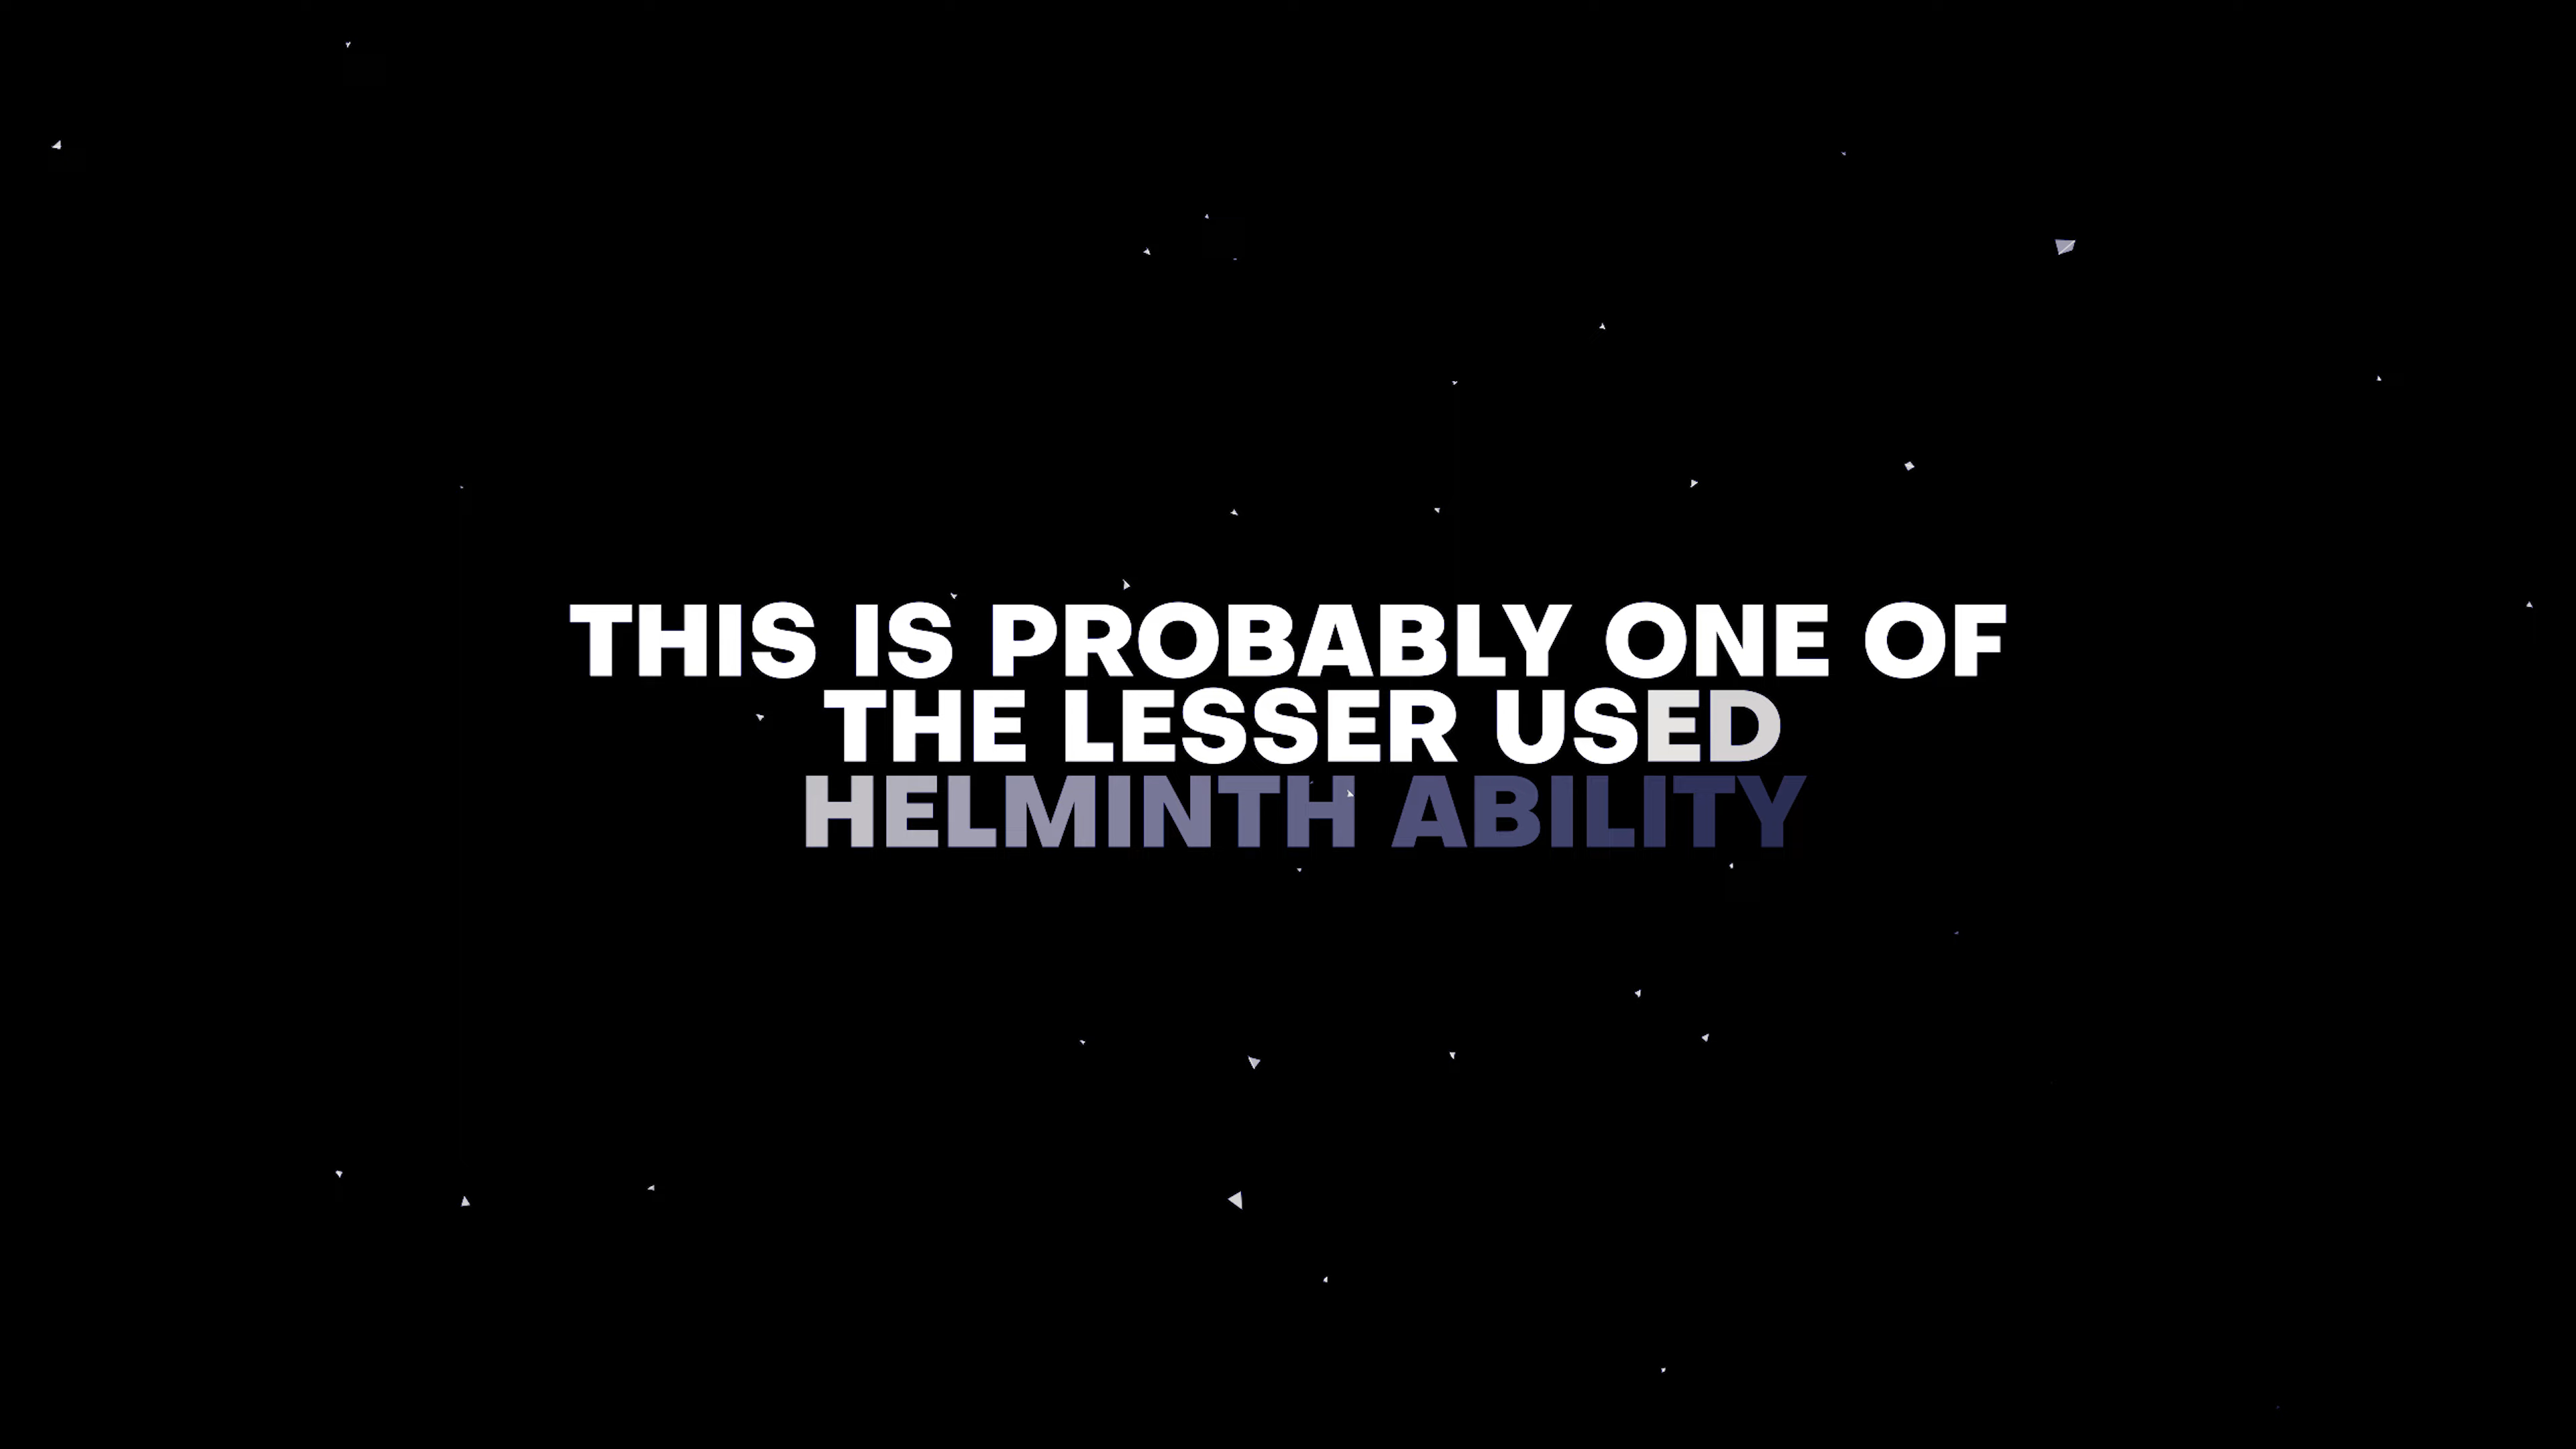 THIS IS PROBABLY ONE OF
THE LESSER USED
HELMINTH ABILITY